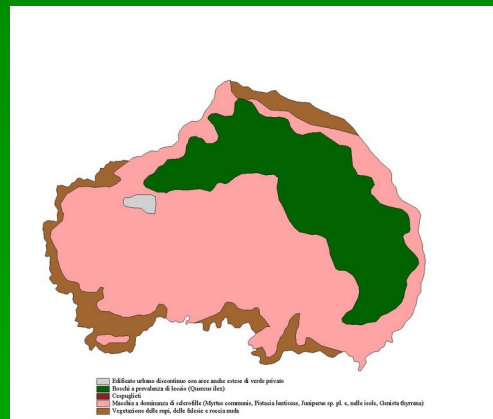 Edificato urbano discontinuo con aree anche estese di verde privato
Boschi a prevalenza di leccio (Quercus ilex)
Cespuglieti
Macchia a dominanza di sclerofille (Myrtus communis, Pistacia lentiscus, Juniperus sp. pl. e, nelle isole, Genista thyrrena)
Vegetazione delle rupi, delle falesie e roccia nuda